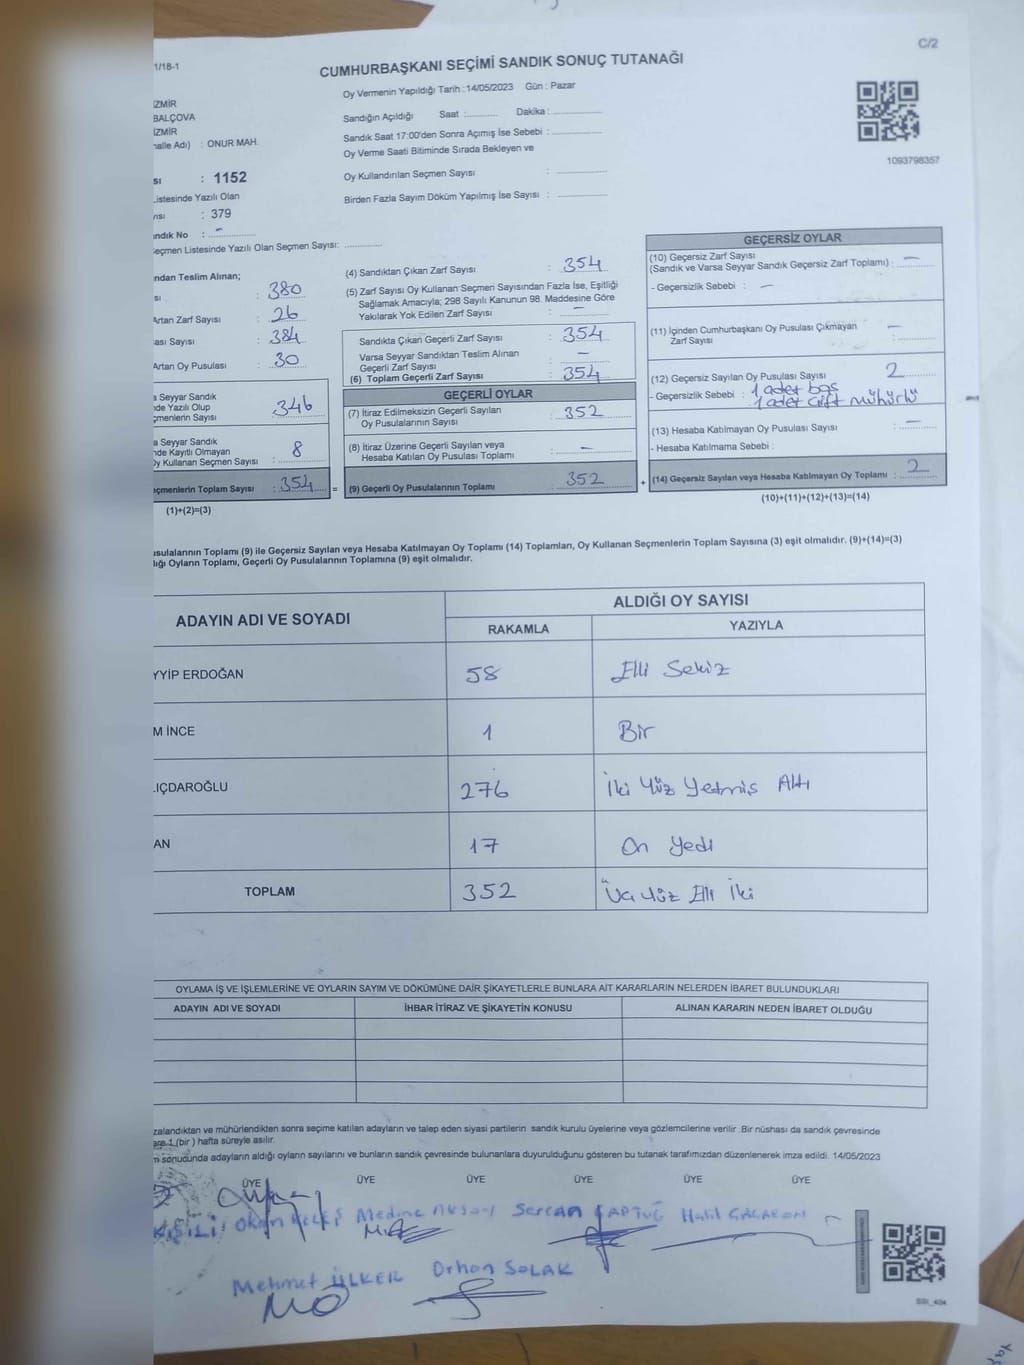 C/2
1/18-1
CUMHURBAŞKANI SEÇİMİ SANDIK SONUÇ TUTANAĞI
Oy Vermenin Yapıldığı Tarih :14/05/2023 Gün : Pazar
İZMİR
BALÇOVA
İZMİR
halle Adı) : ONUR MAH.
Sandığın Açıldığı Saat :.......... Dakika : ..............
Sandık Saat 17:00'den Sonra Açımış İse Sebebi : ..............
Oy Verme Saati Bitiminde Sırada Bekleyen ve
Oy Kullandırılan Seçmen Sayısı : ..............
Birden Fazla Sayım Döküm Yapılmış İse Sayısı : ..............
1093798357
sı : 1152
Listesinde Yazılı Olan
yısı : 379
ındık No : -
eçmen Listesinde Yazılı Olan Seçmen Sayısı: ............
ndan Teslim Alınan;
sı : 380
Artan Zarf Sayısı : 26
ası Sayısı : 384
Artan Oy Pusulası : 30
a Seyyar Sandık
nde Yazılı Olup
çmenlerin Sayısı : 346
a Seyyar Sandık
nde Kayıtlı Olmayan
Oy Kullanan Seçmen Sayısı : 8
çmenlerin Toplam Sayısı : 354 =
(1)+(2)=(3)
(4) Sandıktan Çıkan Zarf Sayısı : 354
(5) Zarf Sayısı Oy Kullanan Seçmen Sayısından Fazla İse, Eşitliği
Sağlamak Amacıyla; 298 Sayılı Kanunun 98. Maddesine Göre
Yakılarak Yok Edilen Zarf Sayısı : -
Sandıkta Çıkan Geçerli Zarf Sayısı : 354
Varsa Seyyar Sandıktan Teslim Alınan
Geçerli Zarf Sayısı : -
(6) Toplam Geçerli Zarf Sayısı : 354
GEÇERLİ OYLAR
(7) İtiraz Edilmeksizin Geçerli Sayılan
Oy Pusulalarının Sayısı : 352
(8) İtiraz Üzerine Geçerli Sayılan veya
Hesaba Katılan Oy Pusulası Toplamı : -
(9) Geçerli Oy Pusulalarının Toplamı : 352 +
GEÇERSİZ OYLAR
(10) Geçersiz Zarf Sayısı
(Sandık ve Varsa Seyyar Sandık Geçersiz Zarf Toplamı) : -
- Geçersizlik Sebebi : -
(11) İçinden Cumhurbaşkanı Oy Pusulası Çıkmayan
Zarf Sayısı : -
(12) Geçersiz Sayılan Oy Pusulası Sayısı : 2
- Geçersizlik Sebebi : 1 adet boş
1 adet Çift mühürlü
(13) Hesaba Katılmayan Oy Pusulası Sayısı : -
- Hesaba Katılmama Sebebi :
(14) Geçersiz Sayılan veya Hesaba Katılmayan Oy Toplamı : 2
(10)+(11)+(12)+(13)=(14)
usulalarının Toplamı (9) ile Geçersiz Sayılan veya Hesaba Katılmayan Oy Toplamı (14) Toplamları, Oy Kullanan Seçmenlerin Toplam Sayısına (3) eşit olmalıdır. (9)+(14)=(3)
lığı Oyların Toplamı, Geçerli Oy Pusulalarının Toplamına (9) eşit olmalıdır.
ADAYIN ADI VE SOYADI ALDIĞI OY SAYISI
RAKAMLA YAZIYLA
YYİP ERDOĞAN 58 Elli Sekiz
M İNCE 1 Bir
IÇDAROĞLU 276 İki Yüz Yetmiş Altı
AN 17 On Yedi
TOPLAM 352 Üç Yüz Elli İki
OYLAMA İŞ VE İŞLEMLERİNE VE OYLARIN SAYIM VE DÖKÜMÜNE DAİR ŞİKAYETLERLE BUNLARA AİT KARARLARIN NELERDEN İBARET BULUNDUKLARI
ADAYIN ADI VE SOYADI İHBAR İTİRAZ VE ŞİKAYETİN KONUSU ALINAN KARARIN NEDEN İBARET OLDUĞU
zalandıktan ve mühürlendikten sonra seçime katılan adayların ve talep eden siyasi partilerin sandık kurulu üyelerine veya gözlemcilerine verilir. Bir nüshası da sandık çevresinde
are 1 (bir) hafta süreyle asılır.
m sonucunda adayların aldığı oyların sayılarını ve bunların sandık çevresinde bulunanlara duyurulduğunu gösteren bu tutanak tarafımızdan düzenlenerek imza edildi. 14/05/2023
ÜYE ÜYE ÜYE ÜYE ÜYE ÜYE
Okan Medine Aksoy Sercan Halil
Mehmet ÜLKER Orhan SOLAK